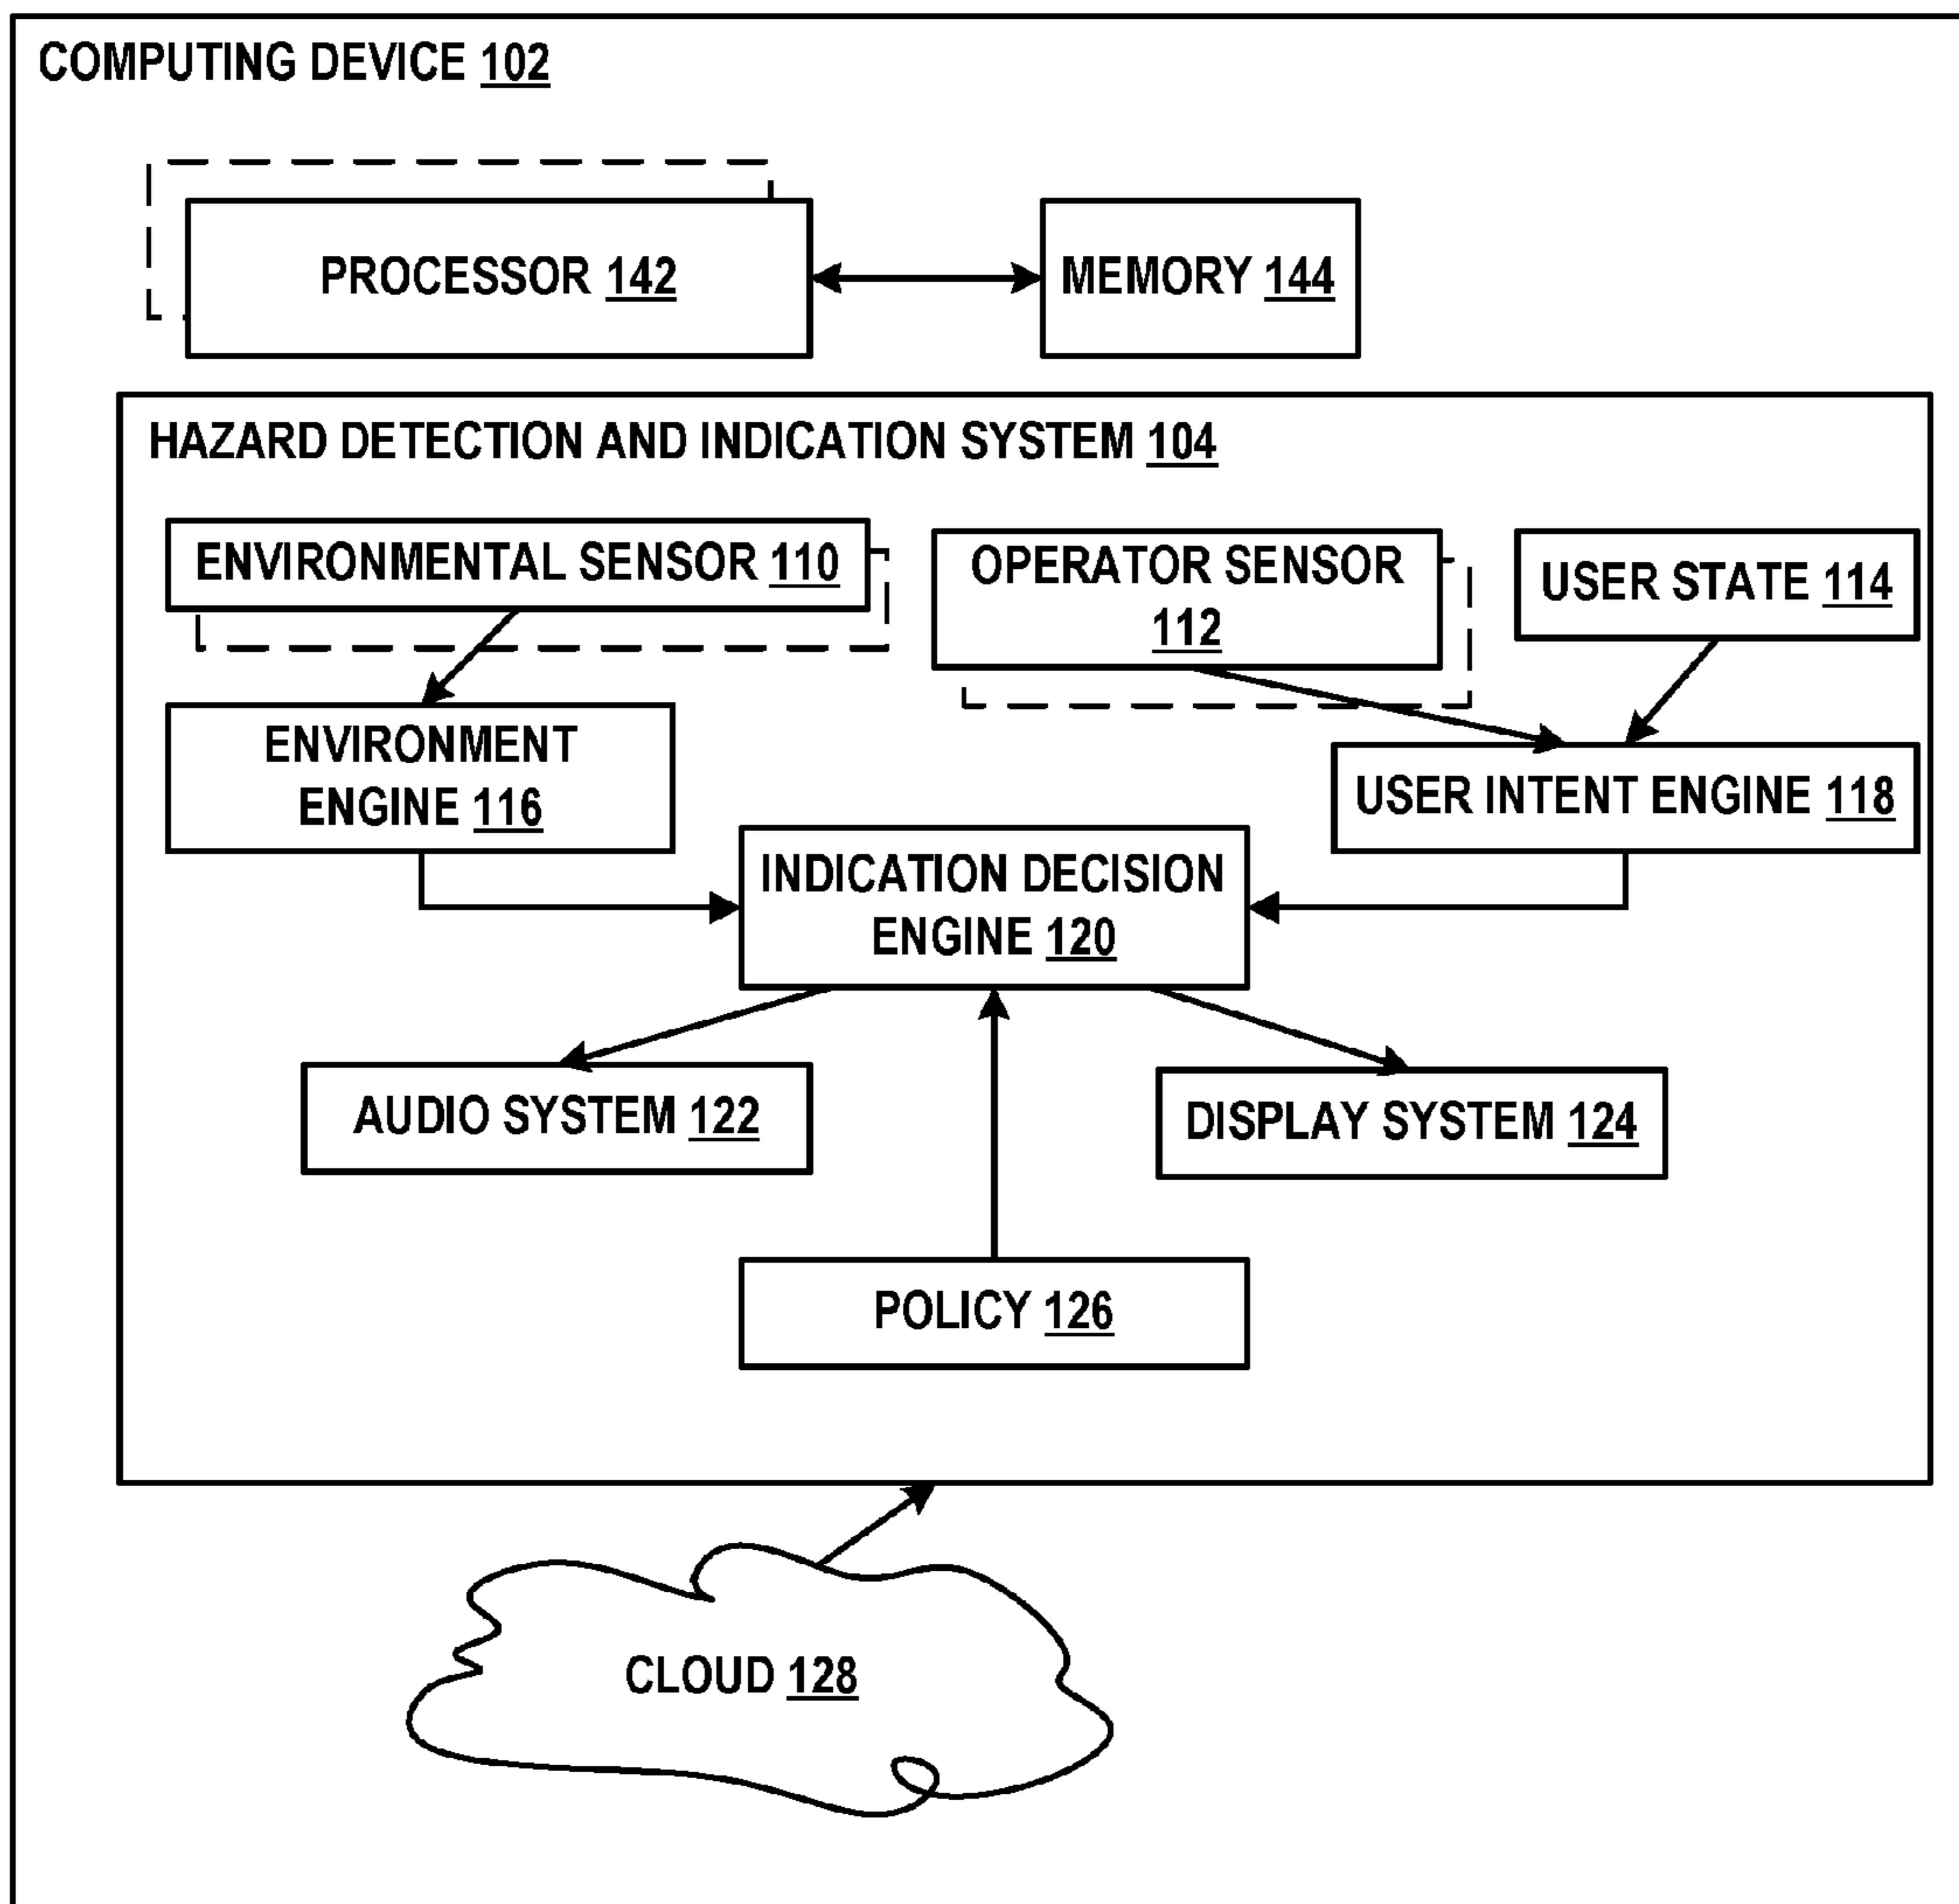 COMPUTING DEVICE 102
PROCESSOR 142
MEMORY 144
HAZARD DETECTION AND INDICATION SYSTEM 104
ENVIRONMENTAL SENSOR 110
OPERATOR SENSOR
112
USER STATE 114
ENVIRONMENT
ENGINE 116
USER INTENT ENGINE 118
INDICATION DECISION
ENGINE 120
AUDIO SYSTEM 122
DISPLAY SYSTEM 124
POLICY 126
CLOUD 128